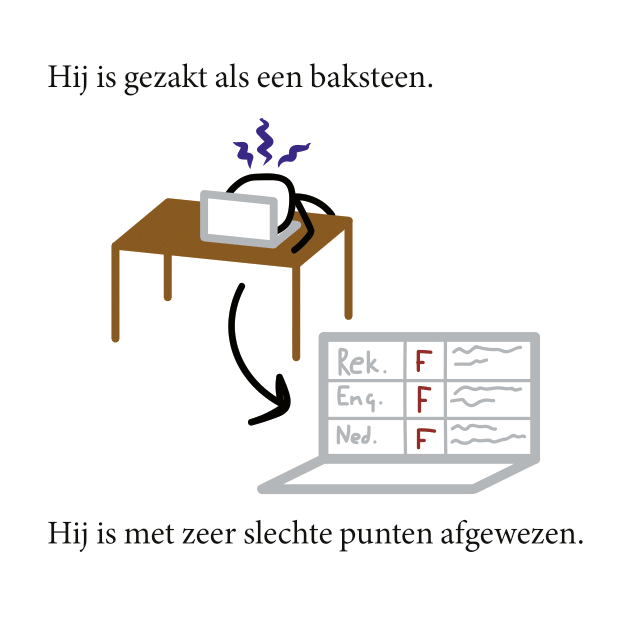 Hij is gezakt als een baksteen.
Rek. F
Eng. F
Ned. F
Hij is met zeer slechte punten afgewezen.